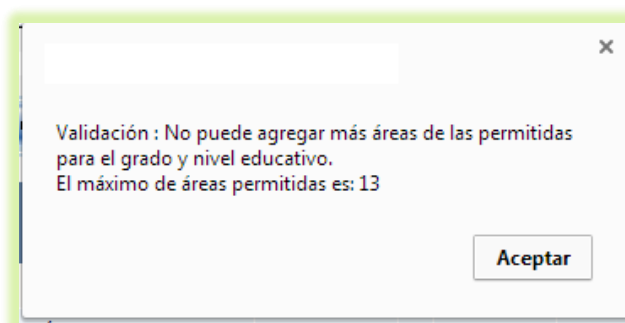 ×
Validación : No puede agregar más áreas de las permitidas
para el grado y nivel educativo.
El máximo de áreas permitidas es: 13
Aceptar